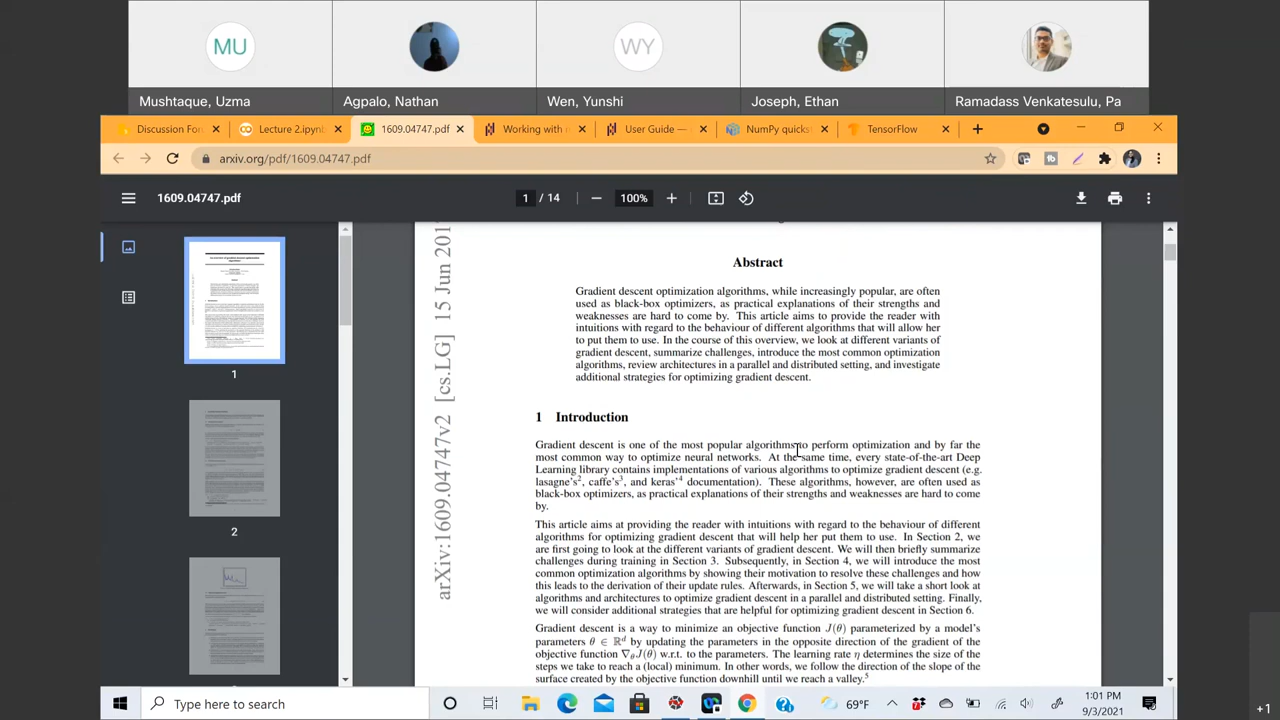 MU
WY
Mushtaque, Uzma
Agpalo, Nathan
Wen, Yunshi
Joseph, Ethan
Ramadass Venkatesulu, Pa
Discussion For
Lecture 2.ipynb
1609.04747.pdf
Working with
User Guide —
NumPy quicks
TensorFlow
arxiv.org/pdf/1609.04747.pdf
1609.04747.pdf
1 / 14
100%
1
2
arXiv:1609.04747v2 [cs.LG] 15 Jun 201
Abstract
Gradient descent optimization algorithms, while increasingly popular, are often
used as black-box optimizers, as practical explanations of their strengths and
weaknesses are hard to come by. This article aims to provide the reader with
intuitions with regard to the behaviour of different algorithms that will allow her
to put them to use. In the course of this overview, we look at different variants of
gradient descent, summarize challenges, introduce the most common optimization
algorithms, review architectures in a parallel and distributed setting, and investigate
additional strategies for optimizing gradient descent.
1 Introduction
Gradient descent is one of the most popular algorithms to perform optimization and by far the
most common way to optimize neural networks. At the same time, every state-of-the-art Deep
Learning library contains implementations of various algorithms to optimize gradient descent (e.g.
lasagne's2, caffe's3, and keras'4 documentation). These algorithms, however, are often used as
black-box optimizers, as practical explanations of their strengths and weaknesses are hard to come
by.
This article aims at providing the reader with intuitions with regard to the behaviour of different
algorithms for optimizing gradient descent that will help her put them to use. In Section 2, we
are first going to look at the different variants of gradient descent. We will then briefly summarize
challenges during training in Section 3. Subsequently, in Section 4, we will introduce the most
common optimization algorithms by showing their motivation to resolve these challenges and how
this leads to the derivation of their update rules. Afterwards, in Section 5, we will take a short look at
algorithms and architectures to optimize gradient descent in a parallel and distributed setting. Finally,
we will consider additional strategies that are helpful for optimizing gradient descent in Section 6.
Gradient descent is a way to minimize an objective function J(θ) parameterized by a model's
parameters θ ∈ ℝᵈ by updating the parameters in the opposite direction of the gradient of the
objective function ∇θJ(θ) w.r.t. to the parameters. The learning rate η determines the size of the
steps we take to reach a (local) minimum. In other words, we follow the direction of the slope of the
surface created by the objective function downhill until we reach a valley.5
Type here to search
69°F
1:01 PM
9/3/2021
+1